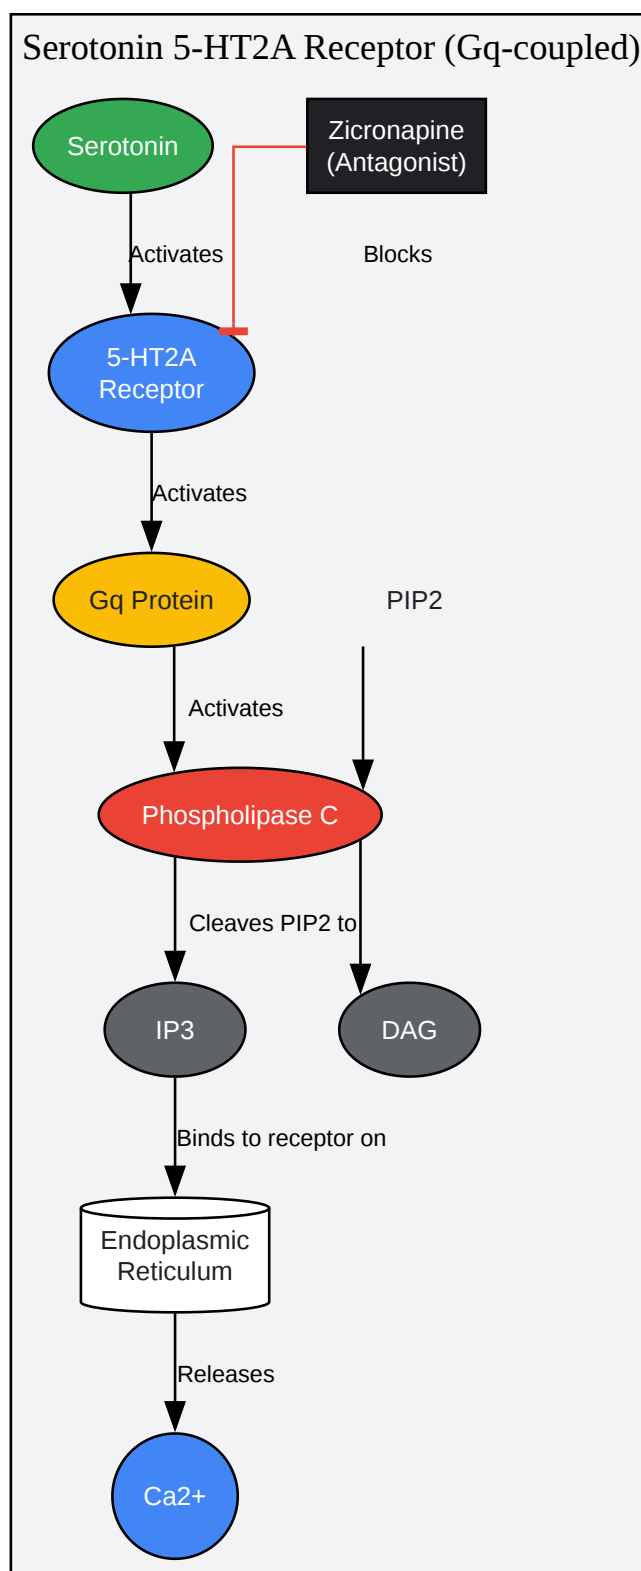 Serotonin 5-HT2A Receptor (Gq-coupled)
Serotonin
Zicronapine
(Antagonist)
Activates
Blocks
5-HT2A
Receptor
Activates
Gq Protein
PIP2
Activates
Phospholipase C
Cleaves PIP2 to
IP3
DAG
Binds to receptor on
Endoplasmic
Reticulum
Releases
Ca2+